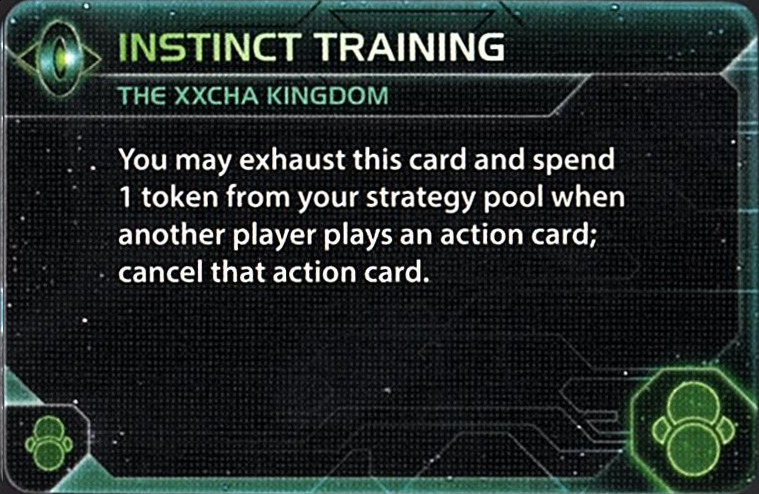 INSTINCT TRAINING
THE XXCHA KINGDOM
You may exhaust this card and spend
1 token from your strategy pool when
another player plays an action card;
cancel that action card.